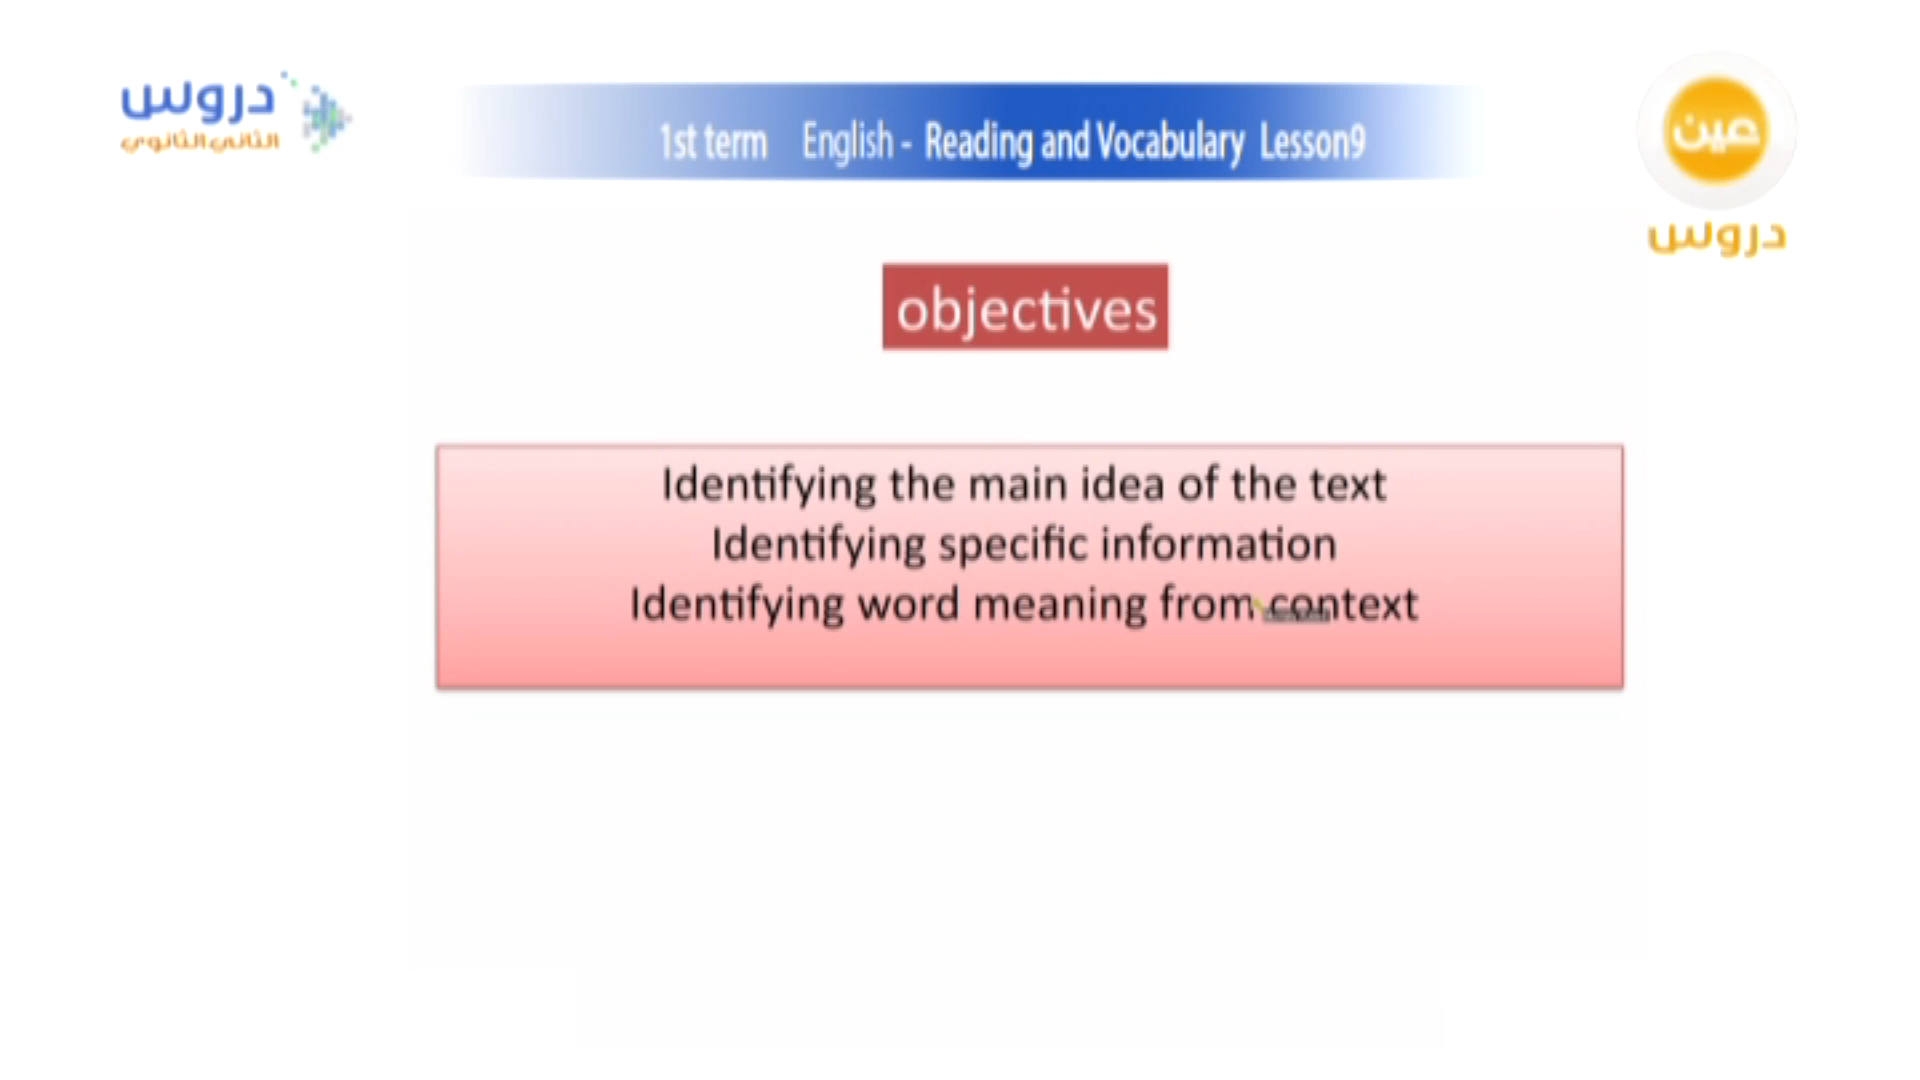 دروس
الثاني الثانوي
1st term English - Reading and Vocabulary Lesson9
عين
دروس
objectives
Identifying the main idea of the text
Identifying specific information
Identifying word meaning from context